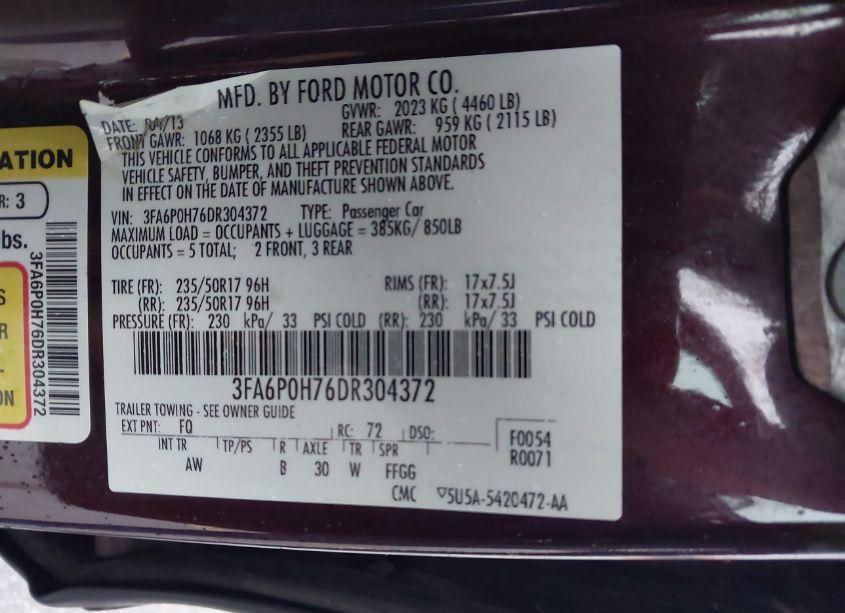 MFD. BY FORD MOTOR CO.
DATE: 04/13 GVWR: 2023 KG ( 4460 LB)
FRONT GAWR: 1068 KG ( 2355 LB) REAR GAWR: 959 KG ( 2115 LB)
THIS VEHICLE CONFORMS TO ALL APPLICABLE FEDERAL MOTOR
VEHICLE SAFETY, BUMPER, AND THEFT PREVENTION STANDARDS
IN EFFECT ON THE DATE OF MANUFACTURE SHOWN ABOVE.
VIN: 3FA6P0H76DR304372 TYPE: Passenger Car
MAXIMUM LOAD = OCCUPANTS + LUGGAGE = 385KG/ 850LB
OCCUPANTS = 5 TOTAL; 2 FRONT, 3 REAR
TIRE (FR): 235/50R17 96H RIMS (FR): 17x7.5J
(RR): 235/50R17 96H (RR): 17x7.5J
PRESSURE (FR): 230 kPa/ 33 PSI COLD (RR): 230 kPa/ 33 PSI COLD
3FA6P0H76DR304372
TRAILER TOWING - SEE OWNER GUIDE
EXT PNT: FQ RC: 72 DSO: F0054
INT TR TP/PS R AXLE TR SPR R0071
AW B 30 W FFGG
CMC ▽5U5A-5420472-AA
ATION
R: 3
lbs.
S
R
-
ON
3FA6P0H76DR304372